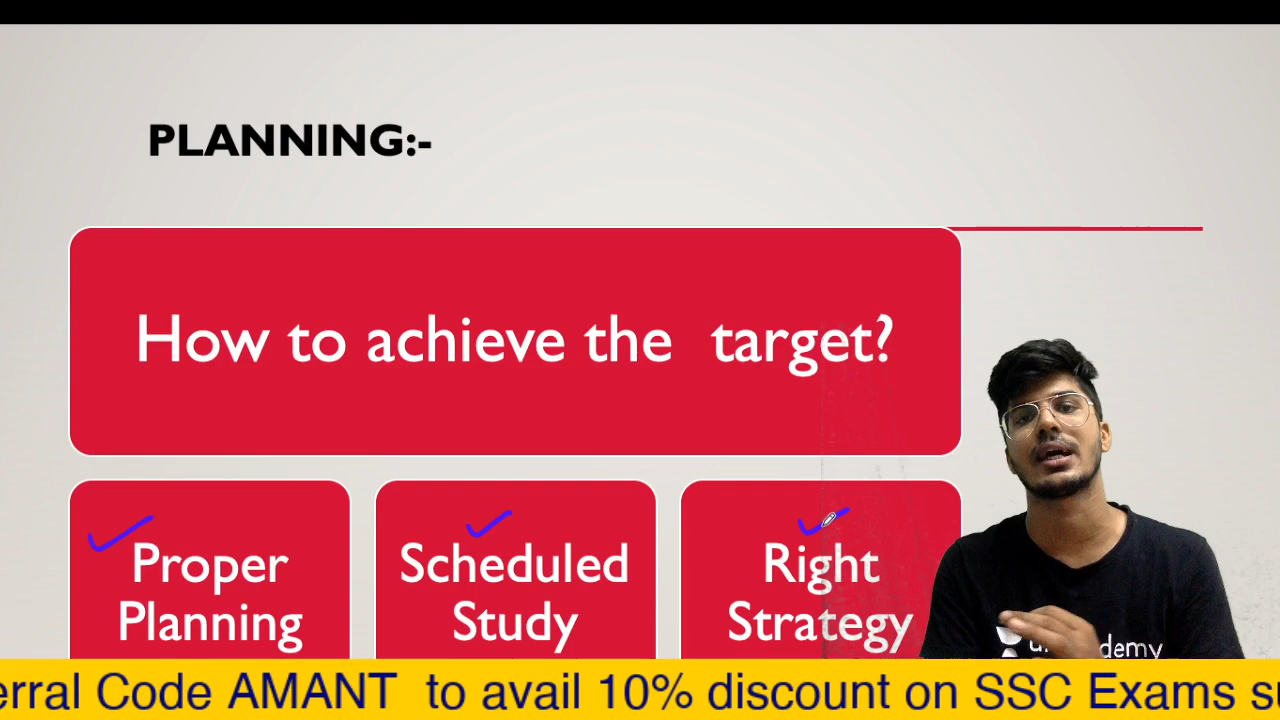 PLANNING:-
How to achieve the target?
Proper
Planning
Scheduled
Study
Right
Strategy
Code AMANT to avail 10% discount on SSC Exams